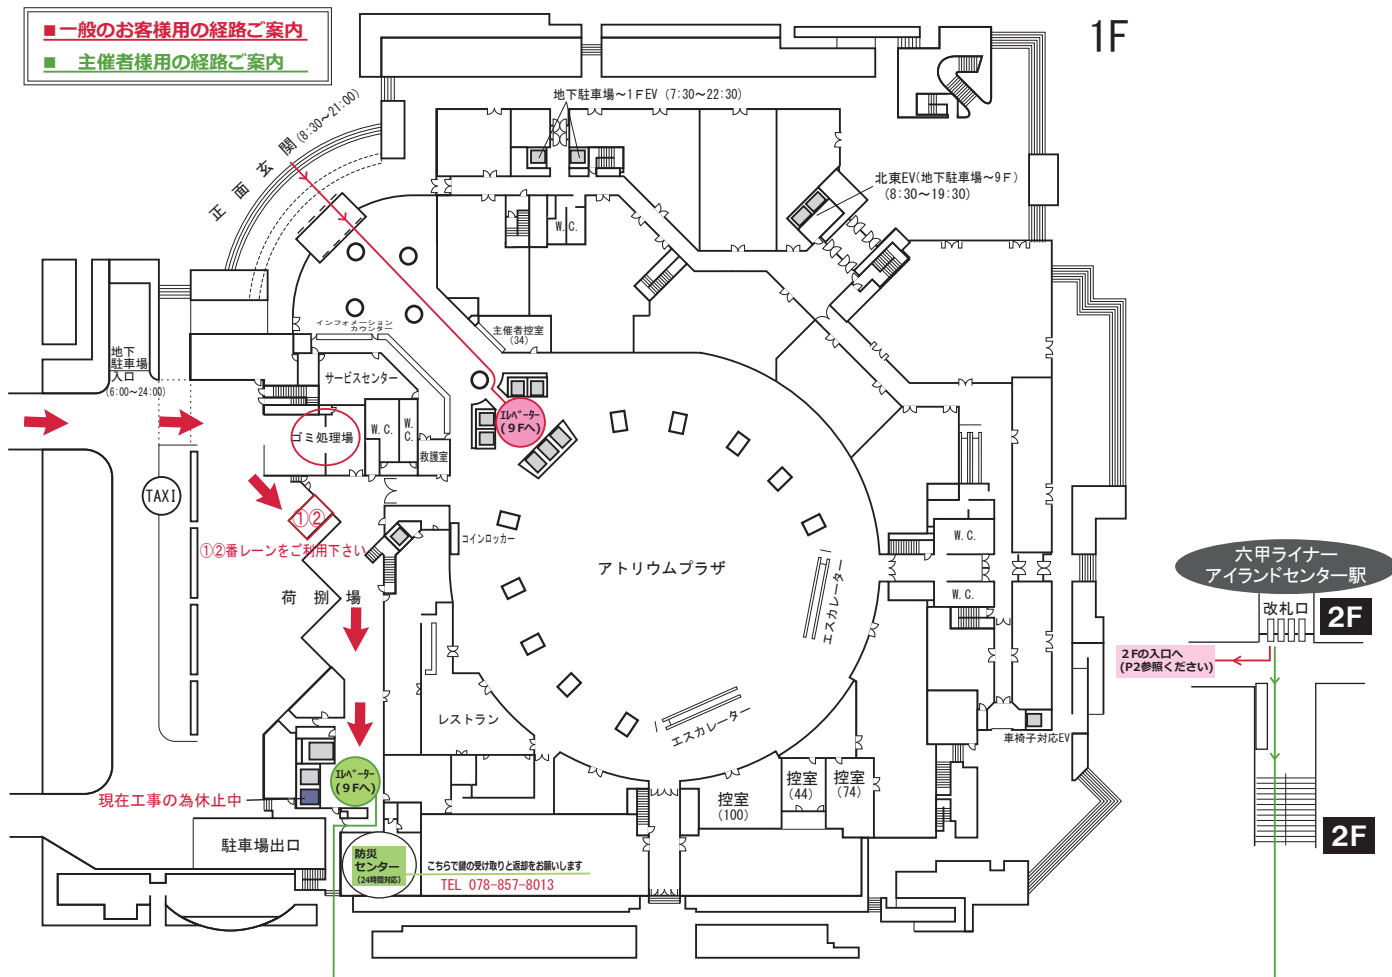 ■一般のお客様用の経路ご案内
■ 主催者様用の経路ご案内
1F
地下駐車場～1FEV (7:30～22:30)
正面玄関(8:30～21:00)
北東EV(地下駐車場～9F)
(8:30～19:30)
W.C.
インフォメーション
カウンター
主催者控室
(34)
地下
駐車場
入口
(6:00～24:00)
サービスセンター
エレベーター
(9Fへ)
ゴミ処理場
W.C.
W.
C.
救護室
TAXI
①②
①②番レーンをご利用下さい
コインロッカー
アトリウムプラザ
エスカレーター
W.C.
W.C.
荷捌場
六甲ライナー
アイランドセンター駅
改札口
2F
2Fの入口へ
(P2参照ください)
レストラン
エスカレーター
車椅子対応EV
エレベーター
(9Fへ)
現在工事の為休止中
控室
(100)
控室
(44)
控室
(74)
2F
駐車場出口
防災
センター
(24時間対応)
こちらで鍵の受け取りと返却をお願いします
TEL 078-857-8013